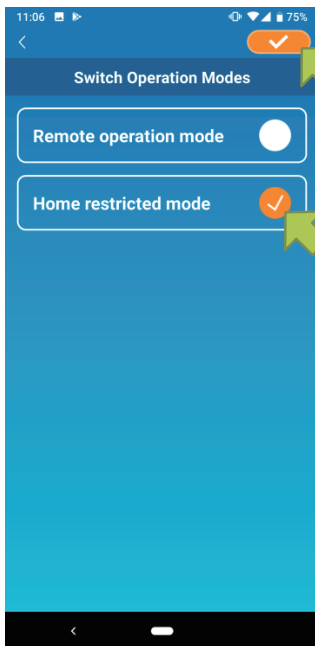 11:06 75%
Switch Operation Modes
Remote operation mode
Home restricted mode